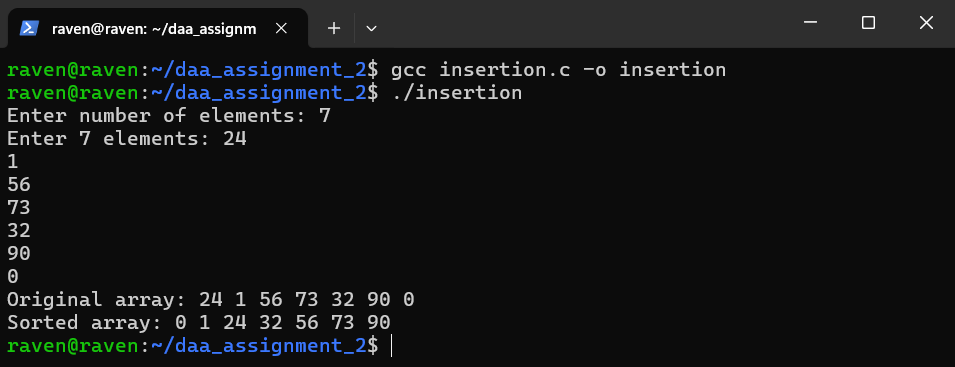 raven@raven: ~/daa_assignm
raven@raven:~/daa_assignment_2$ gcc insertion.c -o insertion
raven@raven:~/daa_assignment_2$ ./insertion
Enter number of elements: 7
Enter 7 elements: 24
1
56
73
32
90
0
Original array: 24 1 56 73 32 90 0
Sorted array: 0 1 24 32 56 73 90
raven@raven:~/daa_assignment_2$